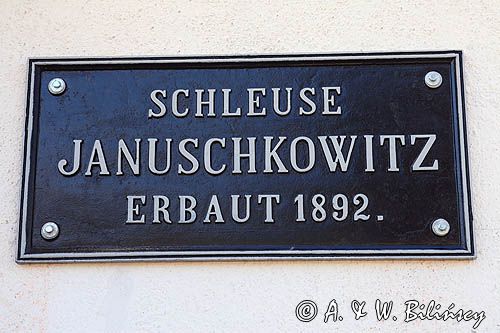 SCHLEUSE
JANUSCHKOWITZ
ERBAUT 1892.
© A. & W. Bilińscy